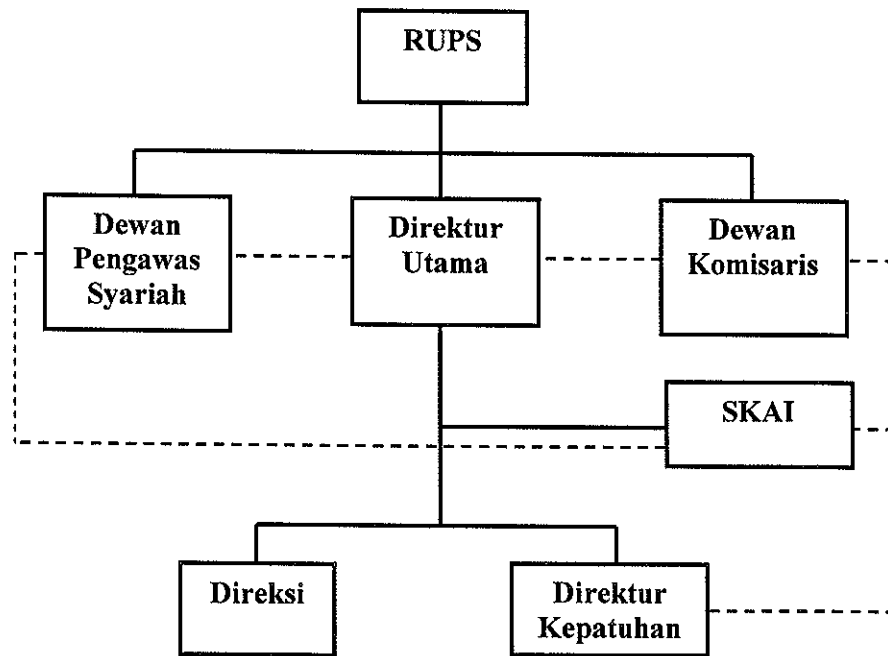 RUPS
Dewan
Pengawas
Syariah
Direktur
Utama
Dewan
Komisaris
SKAI
Direksi
Direktur
Kepatuhan